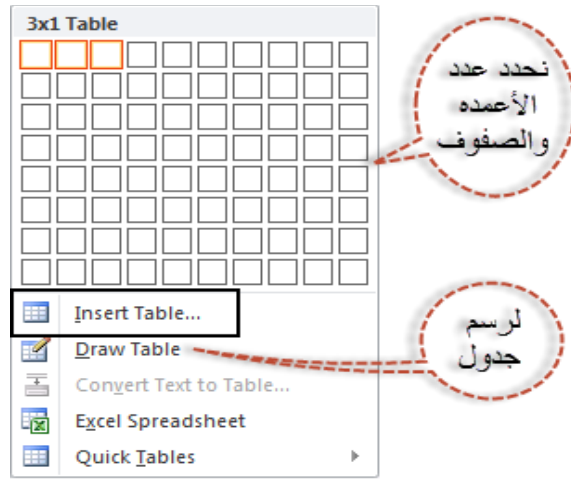 3x1 Table
نحدد عدد
الأعمده
والصفوف
Insert Table...
Draw Table
Convert Text to Table...
Excel Spreadsheet
Quick Tables
لرسم
جدول